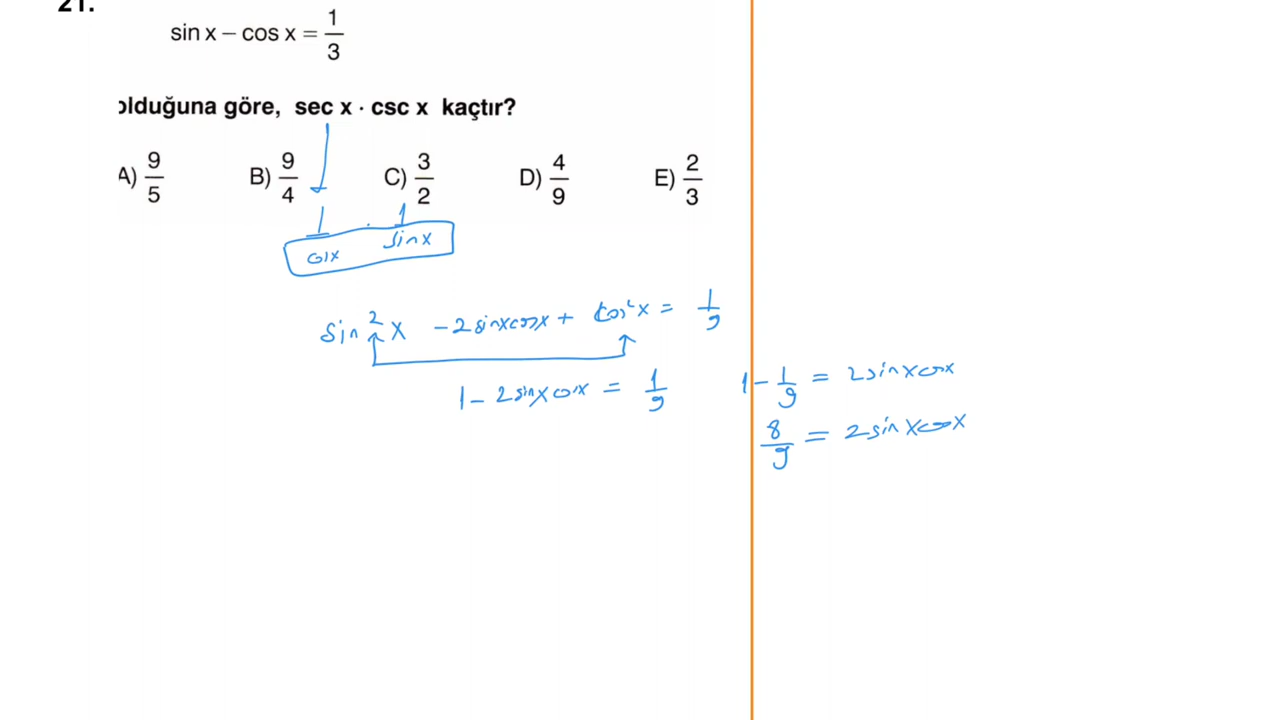 21.
sin x – cos x = 1/3
olduğuna göre, sec x · csc x kaçtır?
A) 9/5 B) 9/4 C) 3/2 D) 4/9 E) 2/3
1/cosx · 1/sinx
sin²x - 2sinxcosx + cos²x = 1/9
1 - 2sinxcosx = 1/9
1 - 1/9 = 2sinxcosx
8/9 = 2sinxcosx